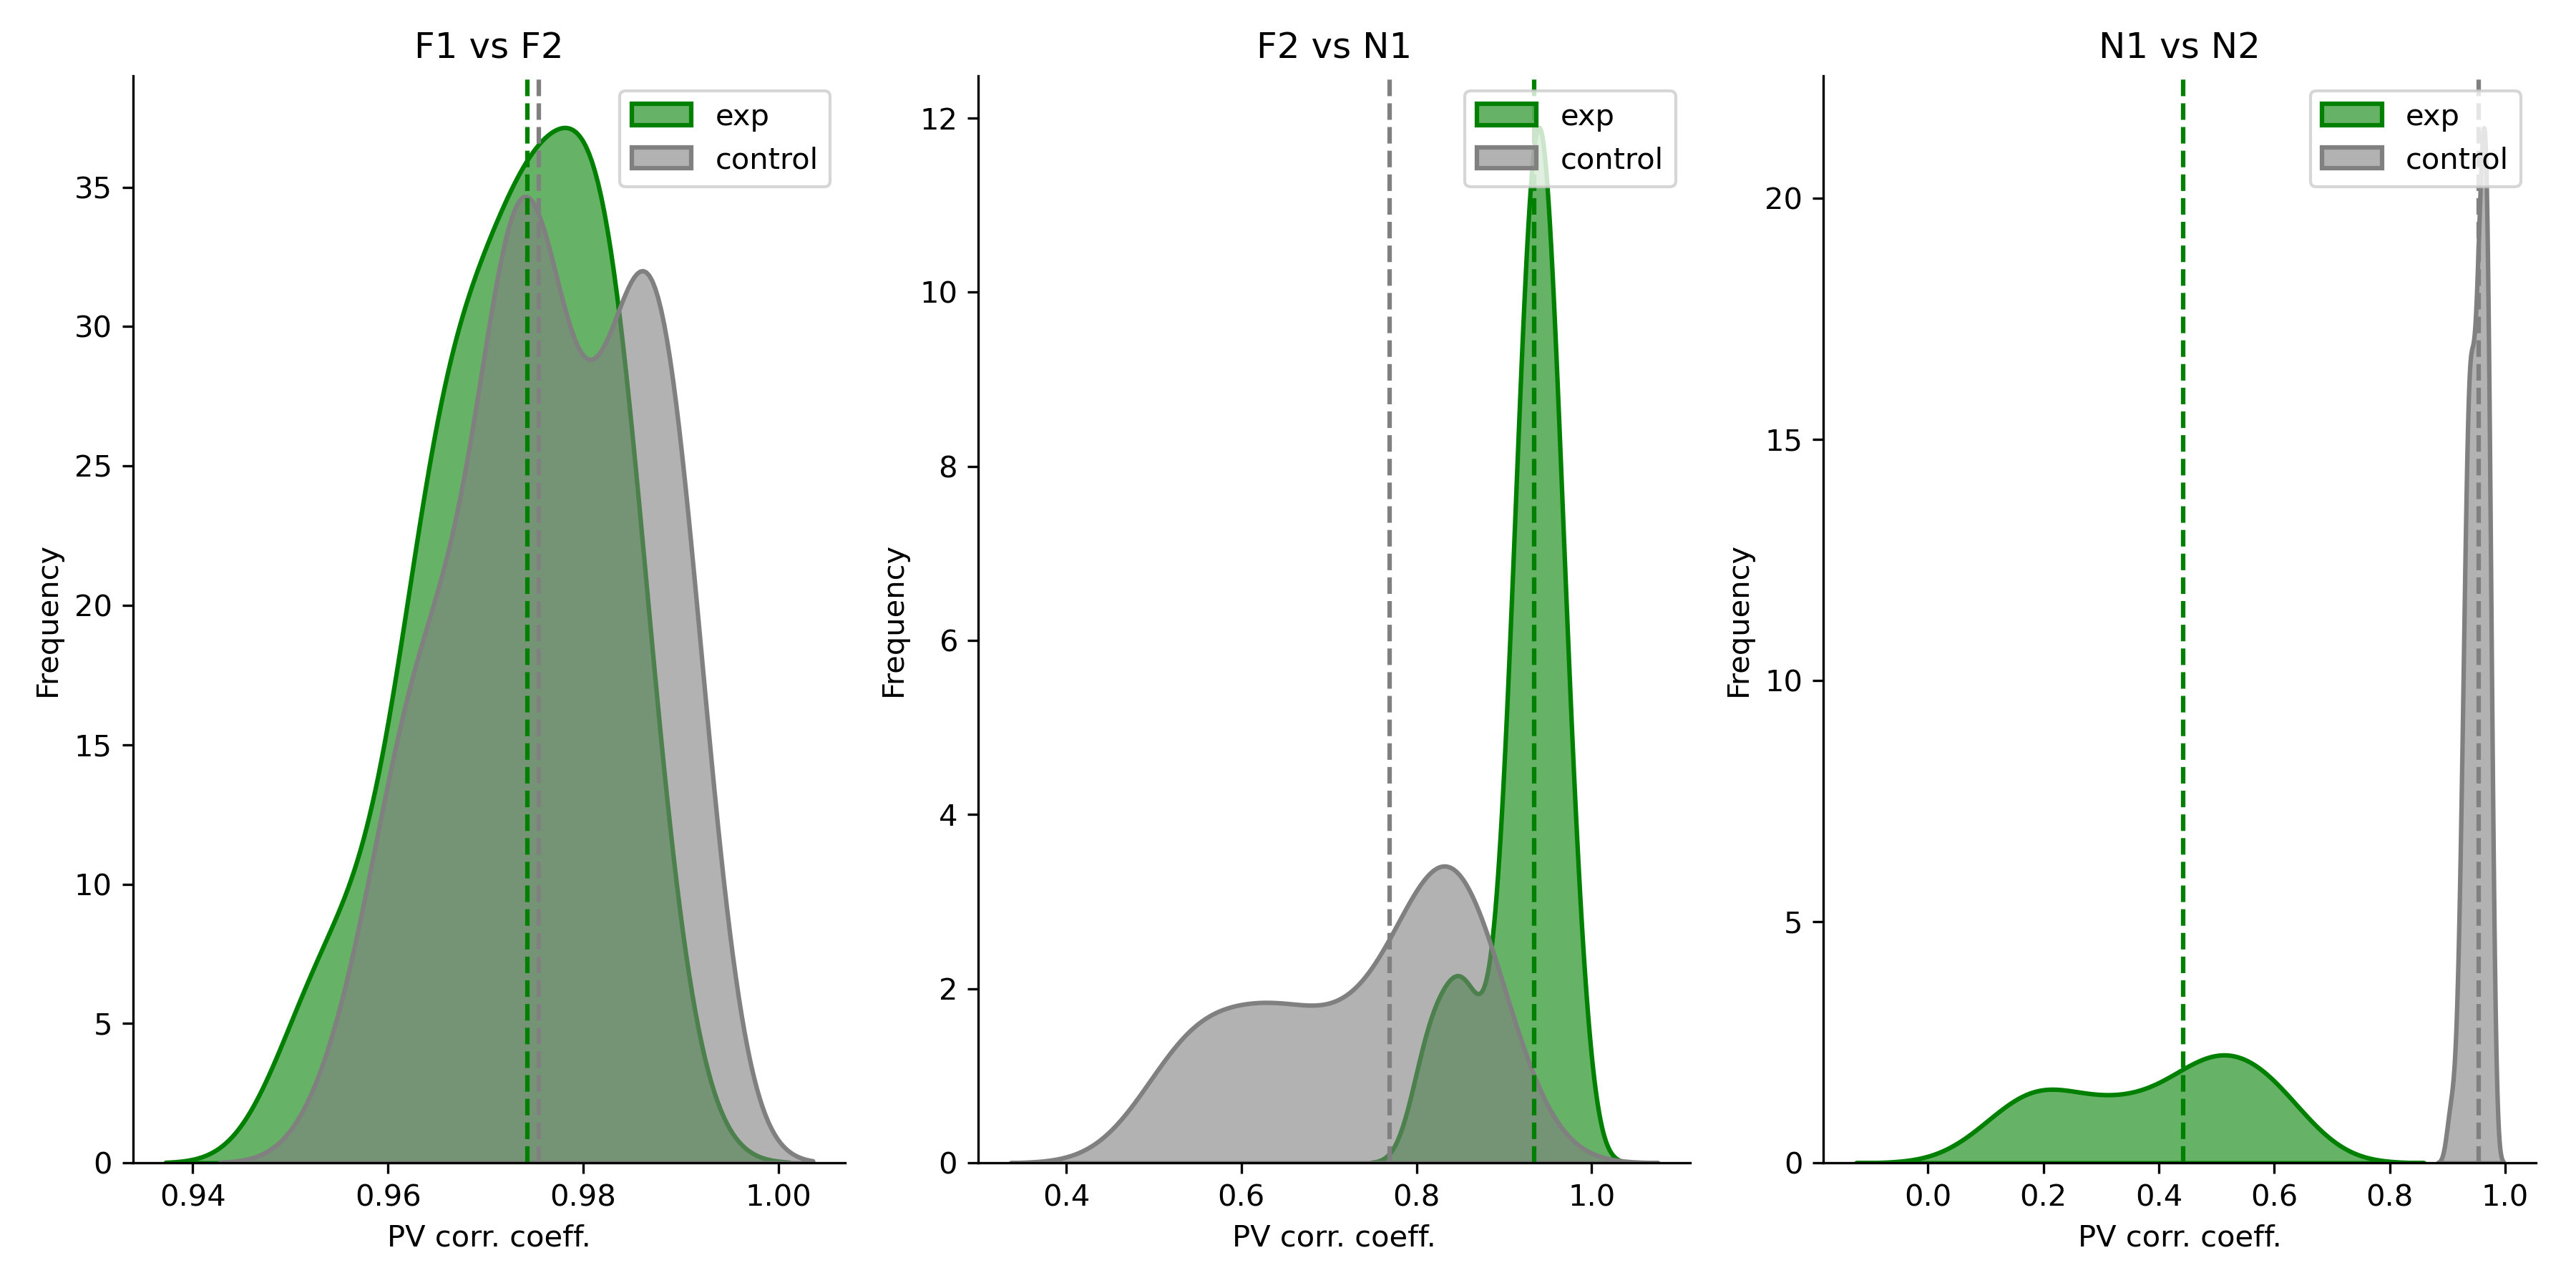 F1 vs F2
exp
control
35
30
25
20
15
10
5
0
Frequency
0.94 0.96 0.98 1.00
PV corr. coeff.
F2 vs N1
exp
control
12
10
8
6
4
2
0
Frequency
0.4 0.6 0.8 1.0
PV corr. coeff.
N1 vs N2
exp
control
20
15
10
5
0
Frequency
0.0 0.2 0.4 0.6 0.8 1.0
PV corr. coeff.